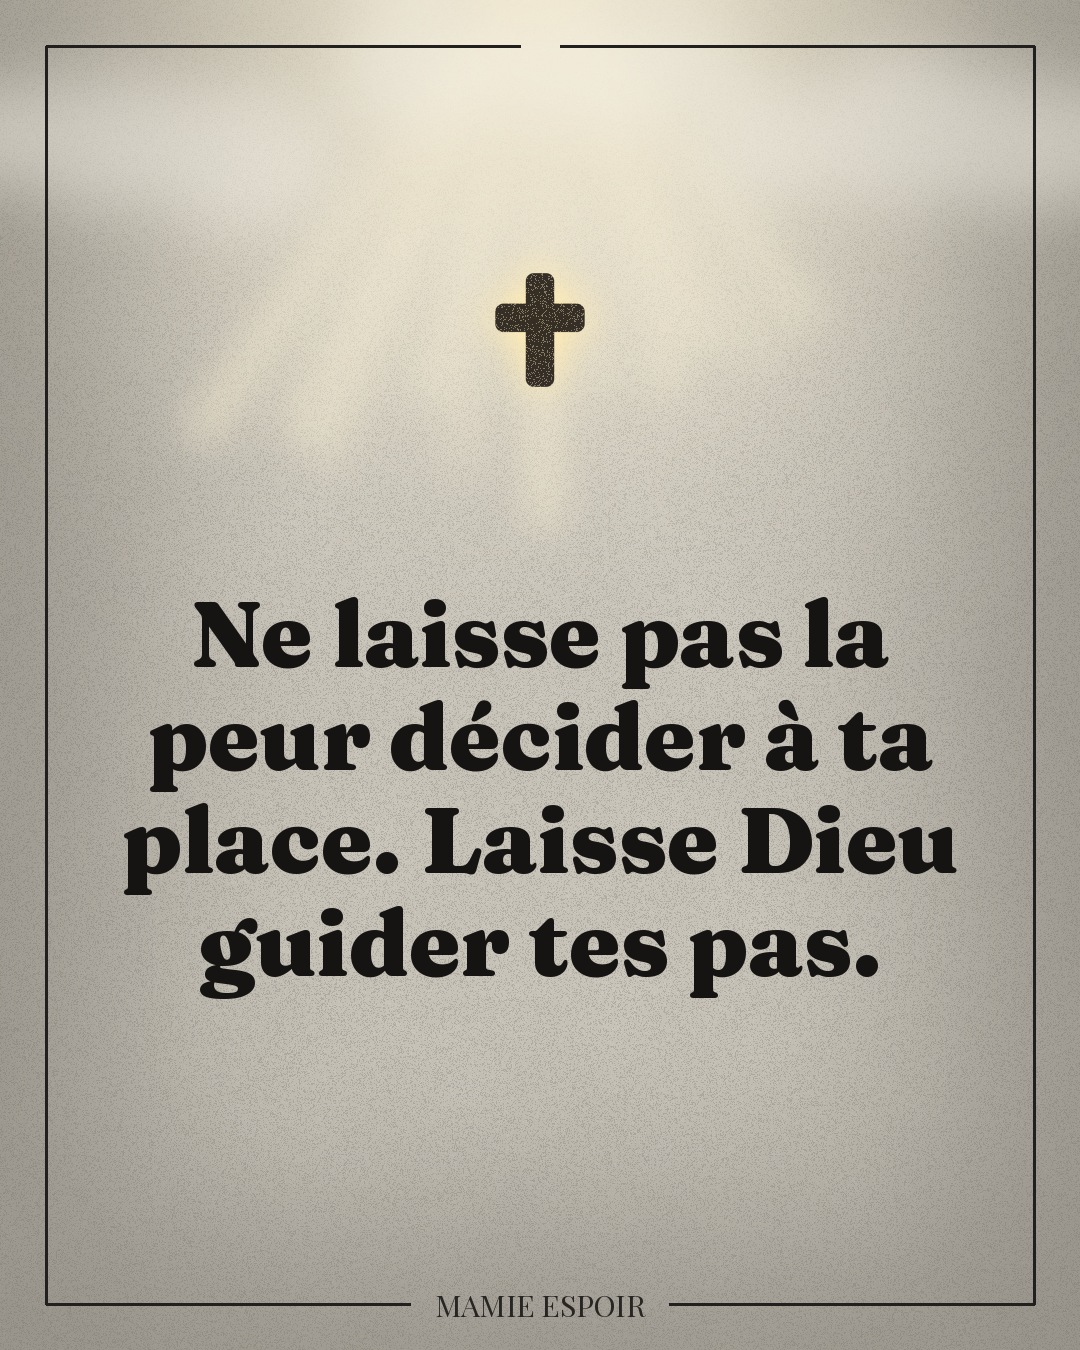 Ne laisse pas la
peur décider à ta
place. Laisse Dieu
guider tes pas.
MAMIE ESPOIR